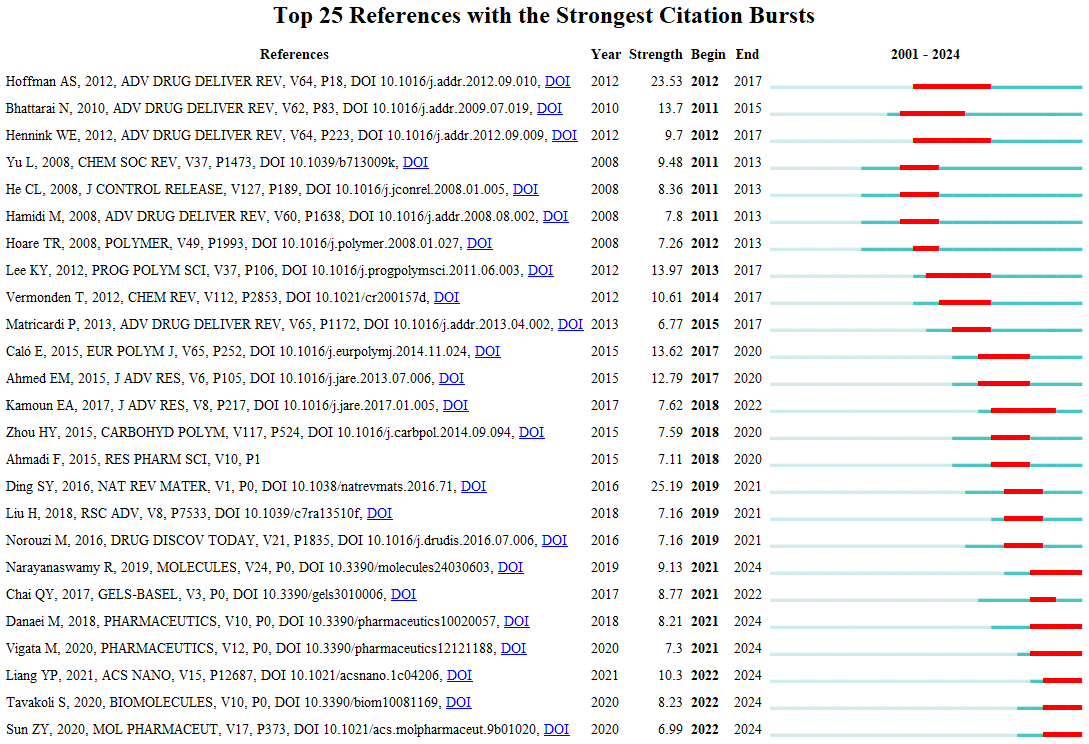 Top 25 References with the Strongest Citation Bursts
References Year Strength Begin End 2001 - 2024
Hoffman AS, 2012, ADV DRUG DELIVER REV, V64, P18, DOI 10.1016/j.addr.2012.09.010, DOI 2012 23.53 2012 2017
Bhattarai N, 2010, ADV DRUG DELIVER REV, V62, P83, DOI 10.1016/j.addr.2009.07.019, DOI 2010 13.7 2011 2015
Hennink WE, 2012, ADV DRUG DELIVER REV, V64, P223, DOI 10.1016/j.addr.2012.09.009, DOI 2012 9.7 2012 2017
Yu L, 2008, CHEM SOC REV, V37, P1473, DOI 10.1039/b713009k, DOI 2008 9.48 2011 2013
He CL, 2008, J CONTROL RELEASE, V127, P189, DOI 10.1016/j.jconrel.2008.01.005, DOI 2008 8.36 2011 2013
Hamidi M, 2008, ADV DRUG DELIVER REV, V60, P1638, DOI 10.1016/j.addr.2008.08.002, DOI 2008 7.8 2011 2013
Hoare TR, 2008, POLYMER, V49, P1993, DOI 10.1016/j.polymer.2008.01.027, DOI 2008 7.26 2012 2013
Lee KY, 2012, PROG POLYM SCI, V37, P106, DOI 10.1016/j.progpolymsci.2011.06.003, DOI 2012 13.97 2013 2017
Vermonden T, 2012, CHEM REV, V112, P2853, DOI 10.1021/cr200157d, DOI 2012 10.61 2014 2017
Matricardi P, 2013, ADV DRUG DELIVER REV, V65, P1172, DOI 10.1016/j.addr.2013.04.002, DOI 2013 6.77 2015 2017
Caló E, 2015, EUR POLYM J, V65, P252, DOI 10.1016/j.eurpolymj.2014.11.024, DOI 2015 13.62 2017 2020
Ahmed EM, 2015, J ADV RES, V6, P105, DOI 10.1016/j.jare.2013.07.006, DOI 2015 12.79 2017 2020
Kamoun EA, 2017, J ADV RES, V8, P217, DOI 10.1016/j.jare.2017.01.005, DOI 2017 7.62 2018 2022
Zhou HY, 2015, CARBOHYD POLYM, V117, P524, DOI 10.1016/j.carbpol.2014.09.094, DOI 2015 7.59 2018 2020
Ahmadi F, 2015, RES PHARM SCI, V10, P1 2015 7.11 2018 2020
Ding SY, 2016, NAT REV MATER, V1, P0, DOI 10.1038/natrevmats.2016.71, DOI 2016 25.19 2019 2021
Liu H, 2018, RSC ADV, V8, P7533, DOI 10.1039/c7ra13510f, DOI 2018 7.16 2019 2021
Norouzi M, 2016, DRUG DISCOV TODAY, V21, P1835, DOI 10.1016/j.drudis.2016.07.006, DOI 2016 7.16 2019 2021
Narayanaswamy R, 2019, MOLECULES, V24, P0, DOI 10.3390/molecules24030603, DOI 2019 9.13 2021 2024
Chai QY, 2017, GELS-BASEL, V3, P0, DOI 10.3390/gels3010006, DOI 2017 8.77 2021 2022
Danaei M, 2018, PHARMACEUTICS, V10, P0, DOI 10.3390/pharmaceutics10020057, DOI 2018 8.21 2021 2024
Vigata M, 2020, PHARMACEUTICS, V12, P0, DOI 10.3390/pharmaceutics12121188, DOI 2020 7.3 2021 2024
Liang YP, 2021, ACS NANO, V15, P12687, DOI 10.1021/acsnano.1c04206, DOI 2021 10.3 2022 2024
Tavakoli S, 2020, BIOMOLECULES, V10, P0, DOI 10.3390/biom10081169, DOI 2020 8.23 2022 2024
Sun ZY, 2020, MOL PHARMACEUT, V17, P373, DOI 10.1021/acs.molpharmaceut.9b01020, DOI 2020 6.99 2022 2024